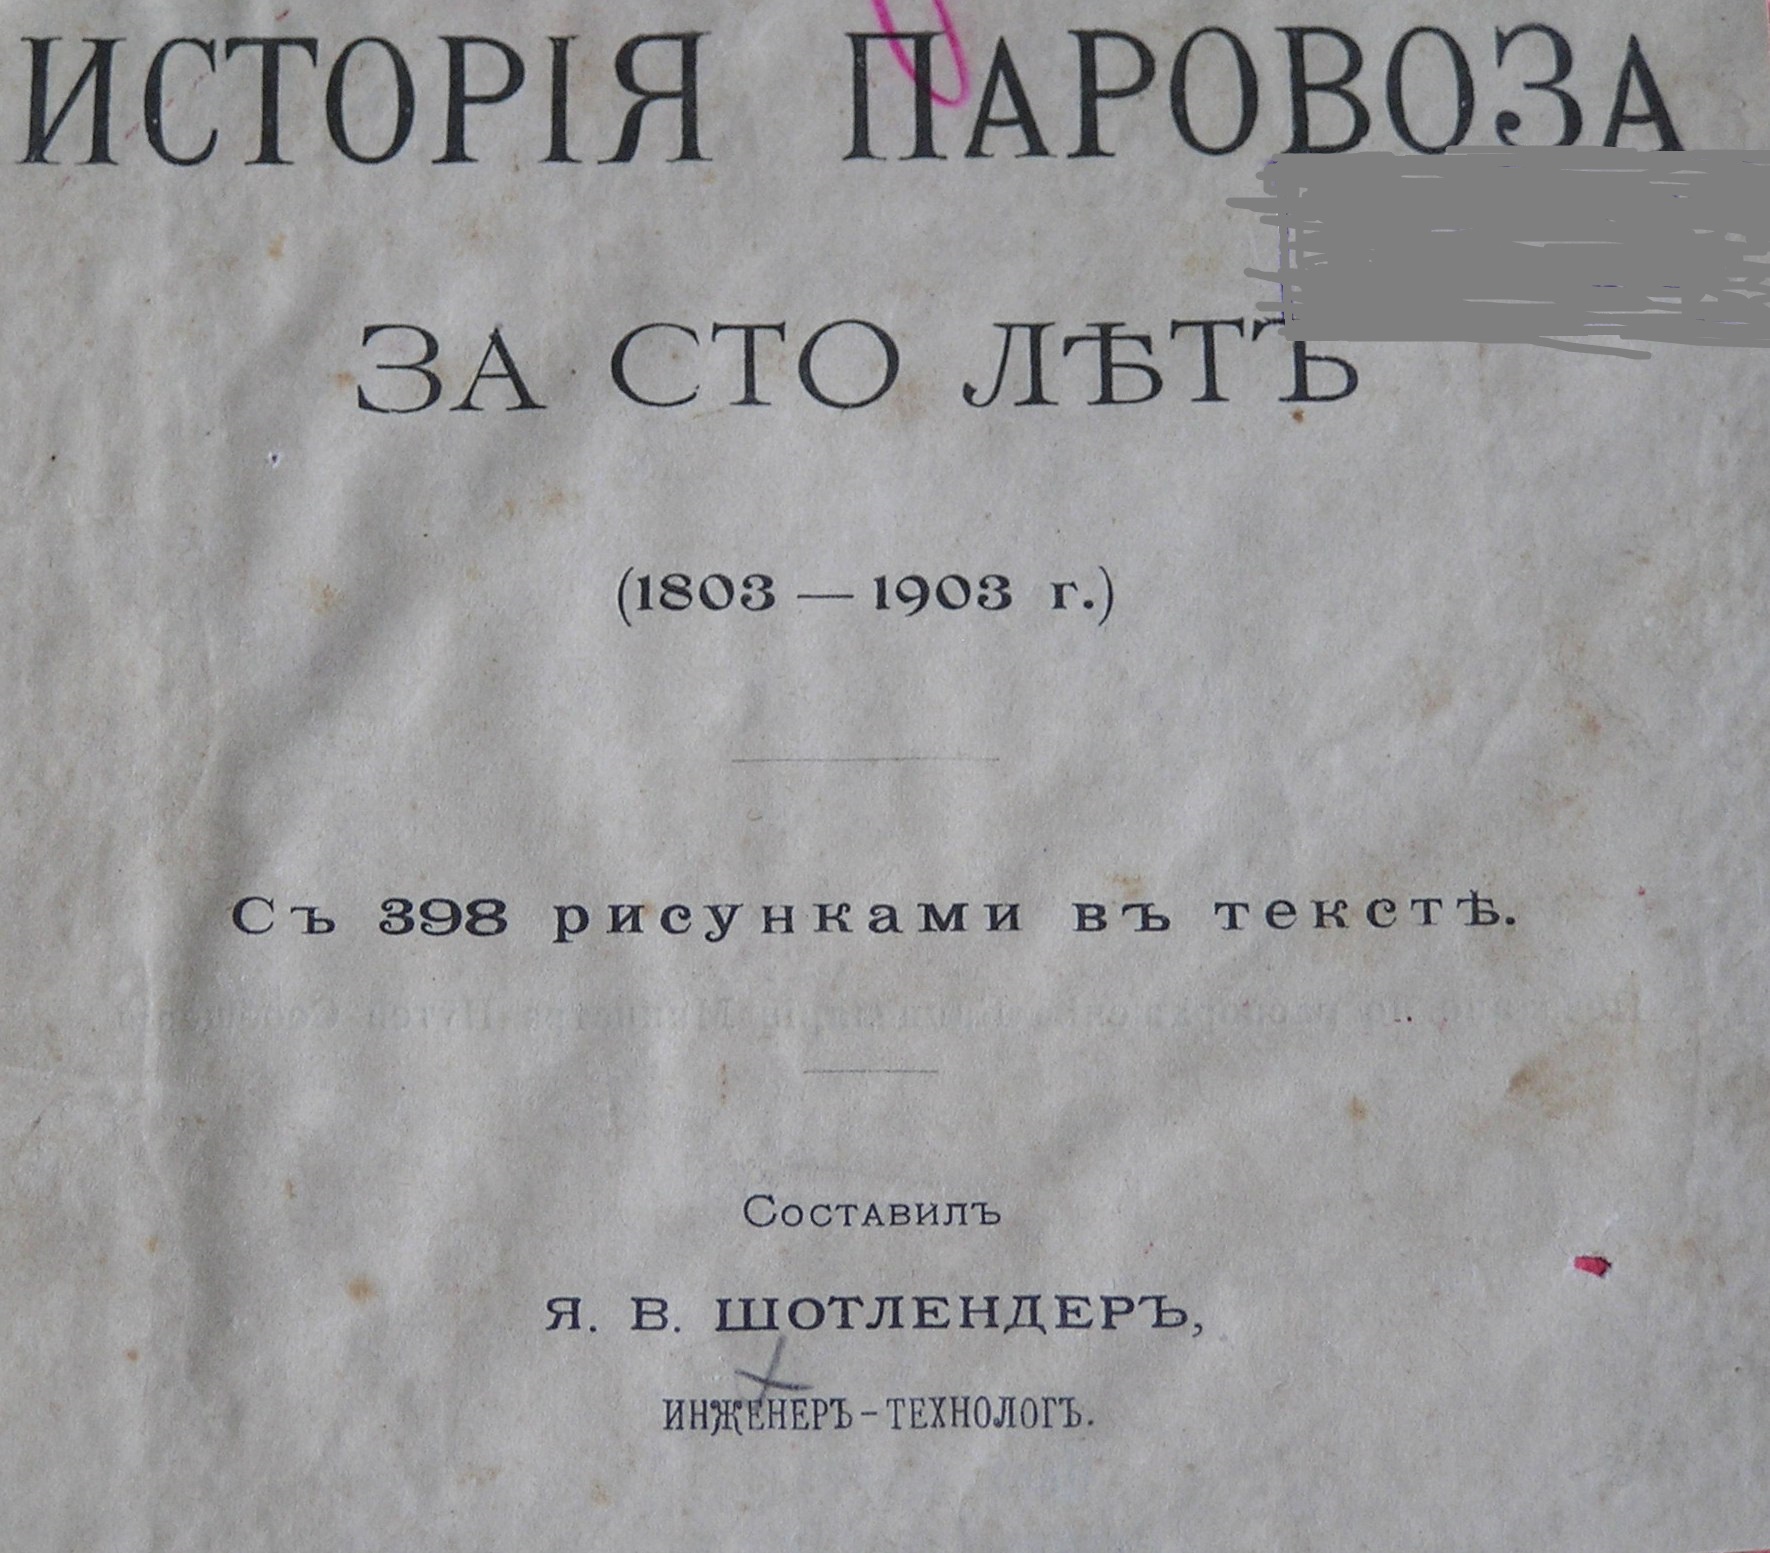 ИСТОРІЯ ПАРОВОЗА
ЗА СТО ЛѢТЪ
(1803 — 1903 г.)
Съ 398 рисунками въ текстѣ.
Составилъ
Я. В. ШОТЛЕНДЕРЪ,
ИНЖЕНЕРЪ-ТЕХНОЛОГЪ.